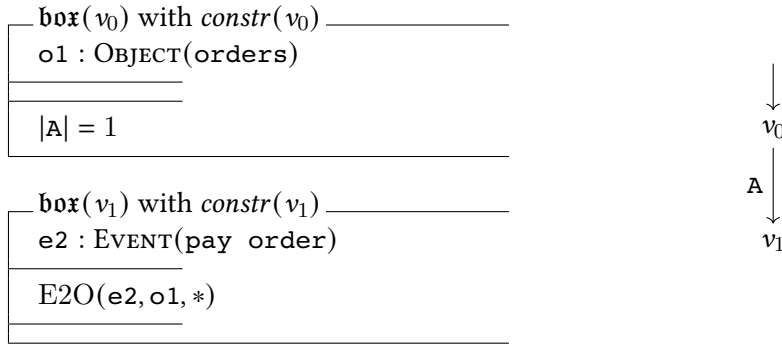 𝔟𝔬𝔵(v₀) with constr(v₀)
o1 : OBJECT(orders)
|A| = 1
𝔟𝔬𝔵(v₁) with constr(v₁)
e2 : EVENT(pay order)
E2O(e2, o1, ∗)
v₀
A
v₁